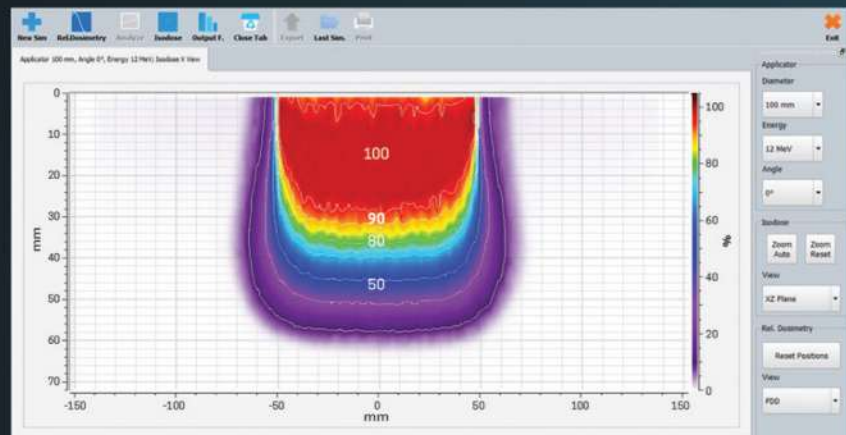 New Sim Rel.Dosimetry Analyze Isodose Output F. Close Tab Export Last Sim. Print Exit
Applicator 100 mm, Angle 0°, Energy 12 MeV: Isodose X View
Applicator
Diameter
100 mm
Energy
12 MeV
Angle
0°
Isodose
Zoom Auto
Zoom Reset
View
XZ Plane
Rel. Dosimetry
Reset Positions
View
PDD
0
10
20
30
40
50
60
70
mm
100
90
80
50
-150 -100 -50 0 50 100 150
mm
100
80
60
40
20
0
%